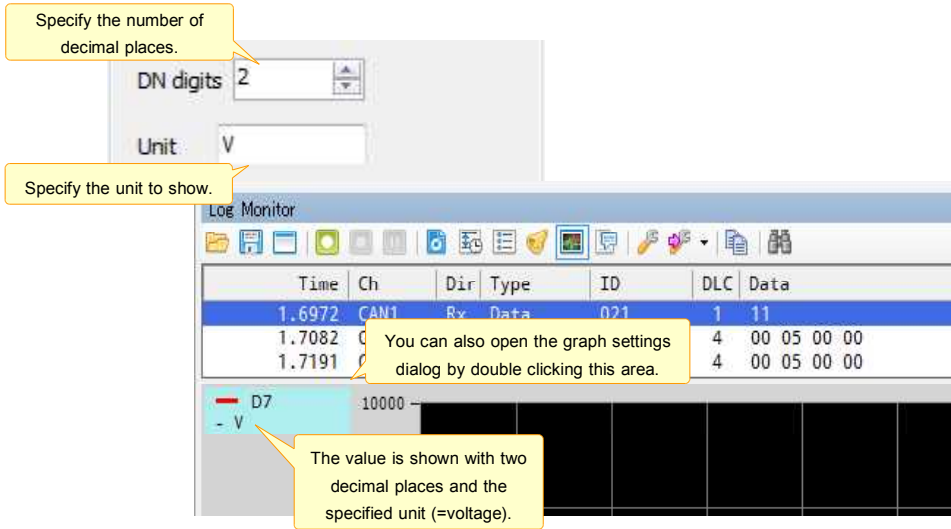 Specify the number of
decimal places.
DN digits 2
Unit V
Specify the unit to show.
Log Monitor
Time Ch Dir Type ID DLC Data
1.6972 CAN1 Rx Data 021 1 11
1.7082 4 00 05 00 00
1.7191 4 00 05 00 00
You can also open the graph settings
dialog by double clicking this area.
D7
- V
10000
The value is shown with two
decimal places and the
specified unit (=voltage).